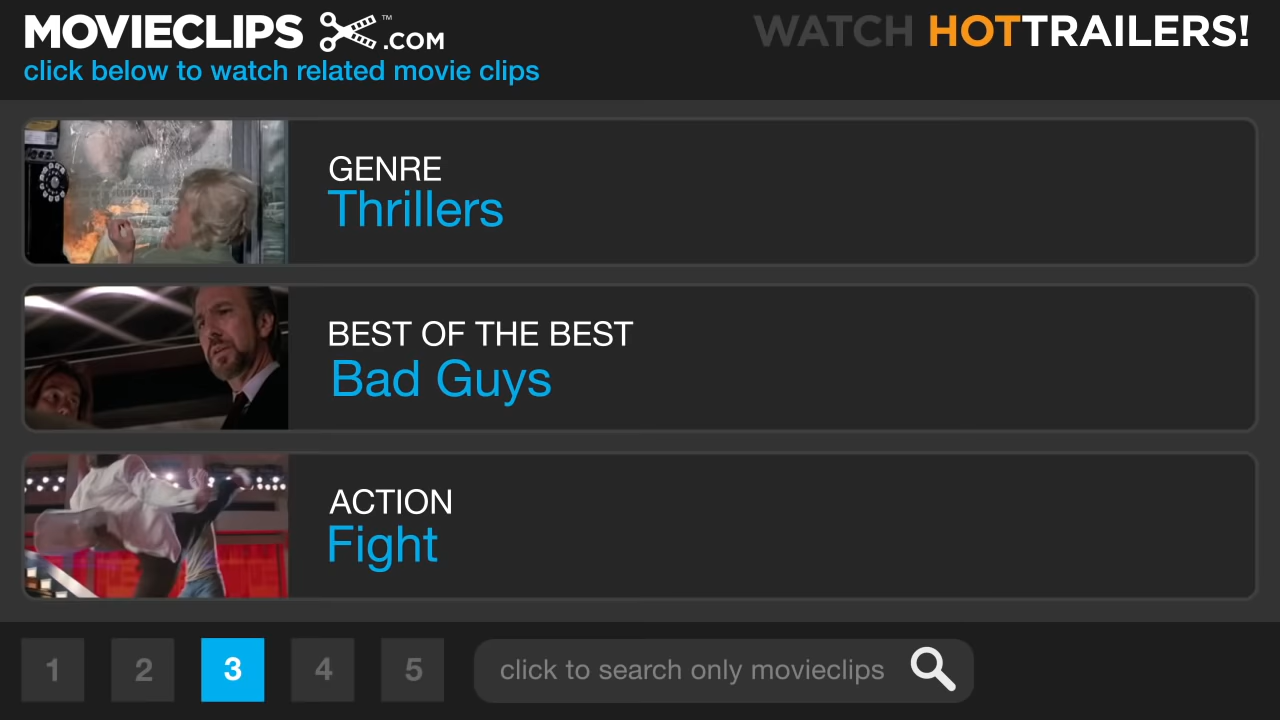 MOVIECLIPS ™ .COM
WATCH HOTTRAILERS!
click below to watch related movie clips
GENRE
Thrillers
BEST OF THE BEST
Bad Guys
ACTION
Fight
1 2 3 4 5 click to search only movieclips